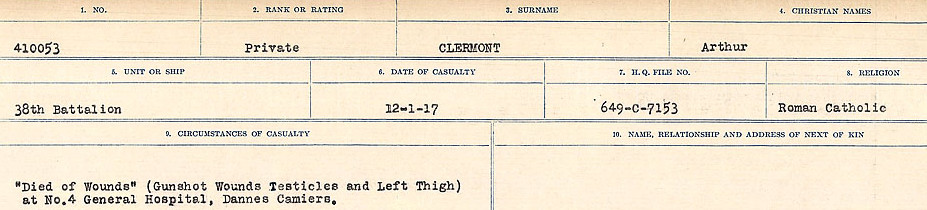 1. NO. 2. RANK OR RATING 3. SURNAME 4. CHRISTIAN NAMES
410053 Private CLERMONT Arthur
5. UNIT OR SHIP 6. DATE OF CASUALTY 7. H.Q. FILE NO. 8. RELIGION
38th Battalion 12-1-17 649-C-7153 Roman Catholic
9. CIRCUMSTANCES OF CASUALTY 10. NAME, RELATIONSHIP AND ADDRESS OF NEXT OF KIN
"Died of Wounds" (Gunshot Wounds Testicles and Left Thigh)
at No.4 General Hospital, Dannes Camiers.